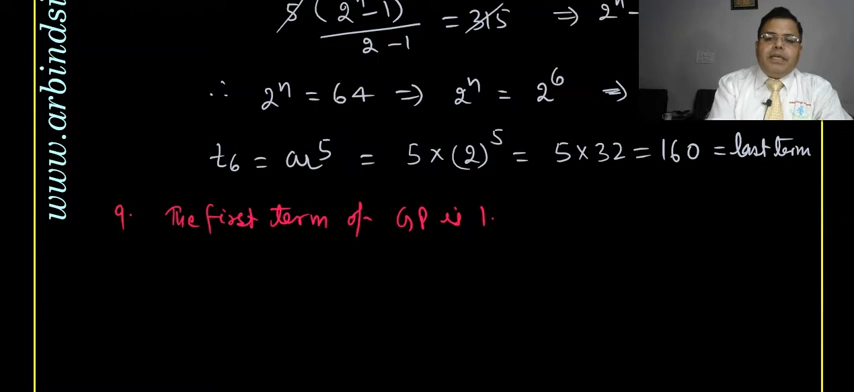 5 (2ⁿ-1) / 2-1 = 315 ⇒ 2ⁿ-
∴ 2ⁿ = 64 ⇒ 2ⁿ = 2⁶ ⇒
t₆ = ar⁵ = 5 × (2)⁵ = 5 × 32 = 160 = last term
9. The first term of GP is 1.
www.arbindsi